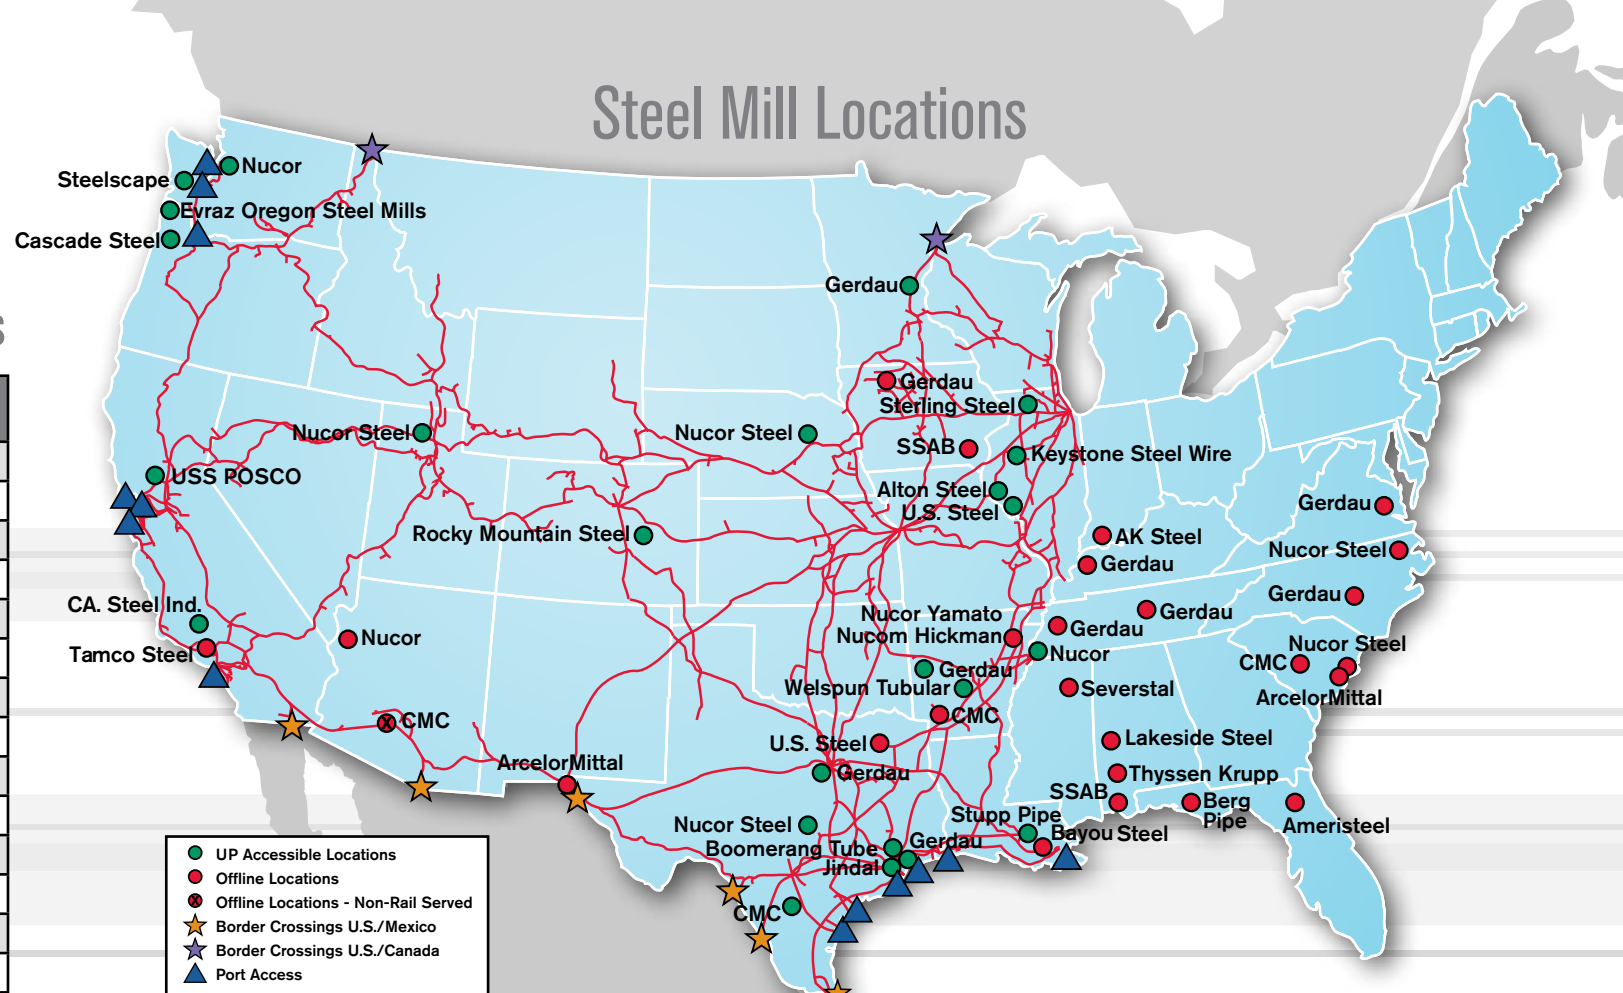 Steel Mill Locations
Nucor
Steelscape
Evraz Oregon Steel Mills
Cascade Steel
Gerdau
Gerdau
Sterling Steel
Nucor Steel
Nucor Steel
SSAB
Keystone Steel Wire
USS POSCO
Alton Steel
U.S. Steel
Gerdau
Rocky Mountain Steel
AK Steel
Nucor Steel
Gerdau
CA. Steel Ind.
Gerdau
Nucor Yamato
Gerdau
Nucom Hickman
Gerdau
Nucor
Tamco Steel
Nucor
Nucor Steel
CMC
Gerdau
Welspun Tubular
Severstal
ArcelorMittal
CMC
CMC
U.S. Steel
Lakeside Steel
ArcelorMittal
Gerdau
Thyssen Krupp
SSAB
Berg
Pipe
Stupp Pipe
Ameristeel
Nucor Steel
Bayou Steel
Boomerang Tube
Gerdau
Jindal
CMC
UP Accessible Locations
Offline Locations
Offline Locations - Non-Rail Served
Border Crossings U.S./Mexico
Border Crossings U.S./Canada
Port Access